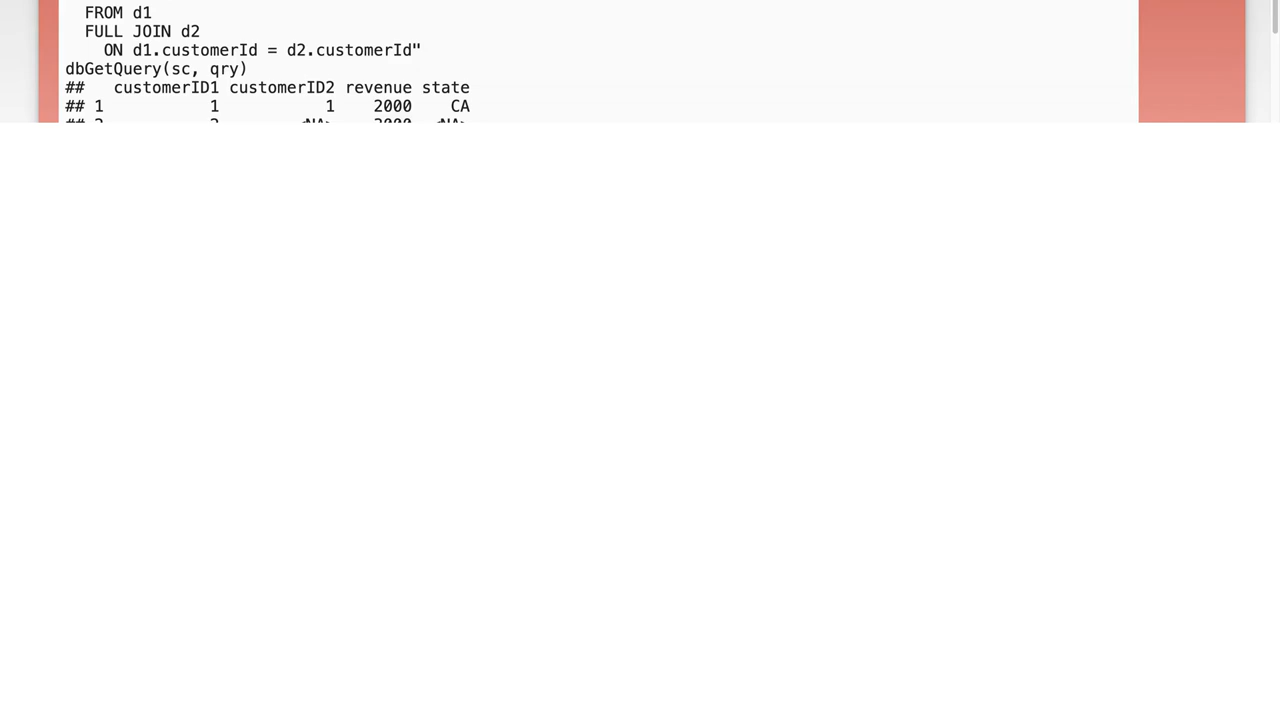 FROM d1
FULL JOIN d2
ON d1.customerId = d2.customerId"
dbGetQuery(sc, qry)
## customerID1 customerID2 revenue state
## 1 1 1 2000 CA